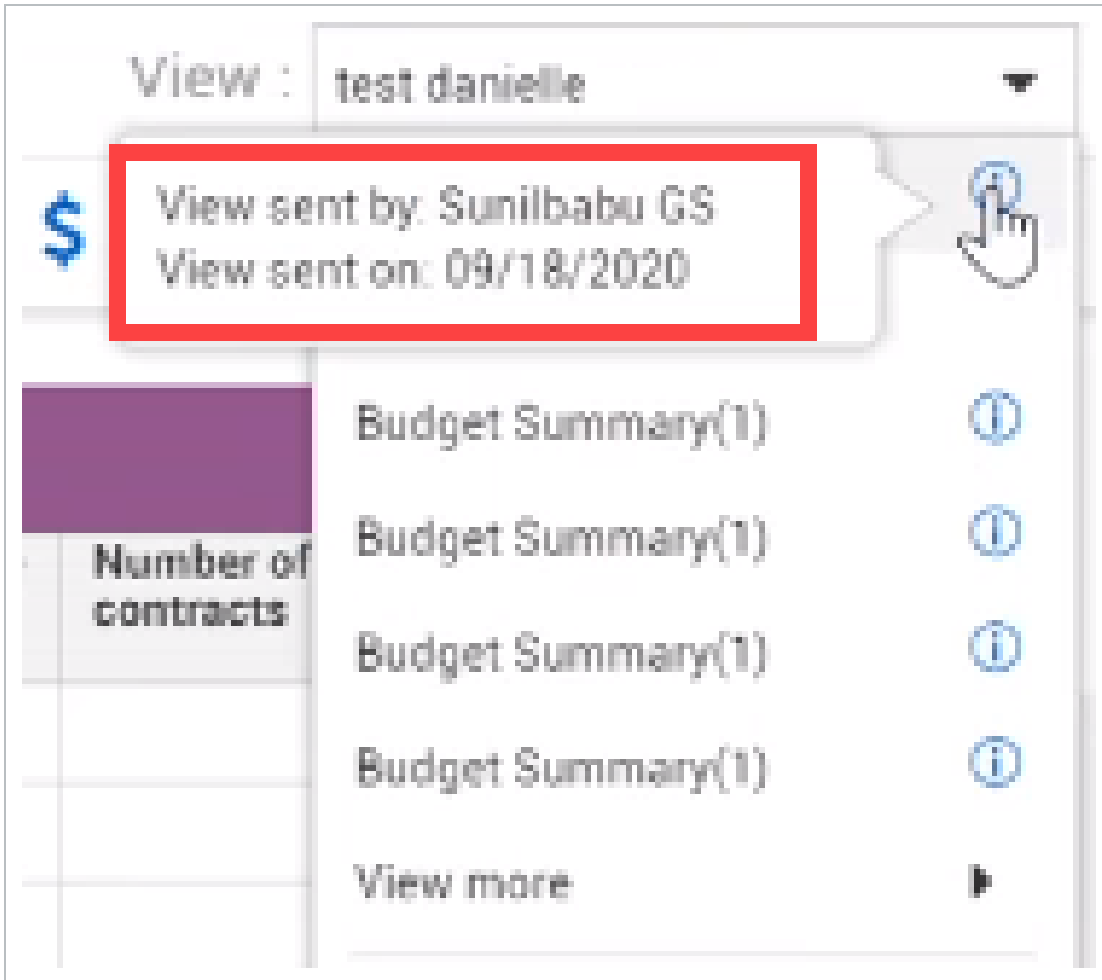 View : test danielle
$
View sent by: Sunilbabu GS
View sent on: 09/18/2020
Budget Summary(1)
Budget Summary(1)
Number of
contracts
Budget Summary(1)
Budget Summary(1)
View more